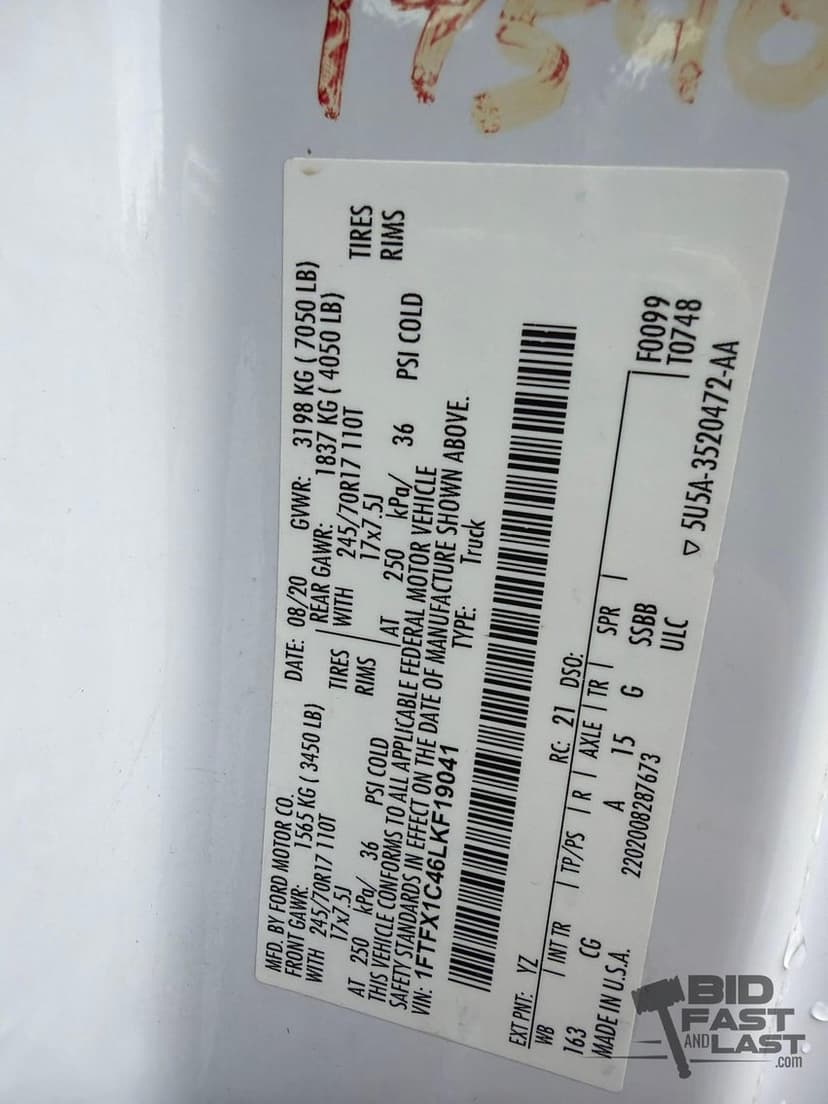 17540
MFD. BY FORD MOTOR CO.
DATE: 08/20 GVWR: 3198 KG ( 7050 LB)
FRONT GAWR: 1565 KG ( 3450 LB) REAR GAWR: 1837 KG ( 4050 LB)
WITH 245/70R17 110T TIRES WITH 245/70R17 110T TIRES
17x7.5J RIMS 17x7.5J RIMS
AT 250 kPa/ 36 PSI COLD AT 250 kPa/ 36 PSI COLD
THIS VEHICLE CONFORMS TO ALL APPLICABLE FEDERAL MOTOR VEHICLE
SAFETY STANDARDS IN EFFECT ON THE DATE OF MANUFACTURE SHOWN ABOVE.
VIN: 1FTFX1C46LKF19041 TYPE: Truck
EXT PNT: YZ RC: 21 DSO: F0099
WB INT TR TP/PS R AXLE TR SPR T0748
163 CG A 15 G SSBB
MADE IN U.S.A. 2202008287673 ULC
▽ 5U5A-3520472-AA
BID
FAST
AND LAST
.com